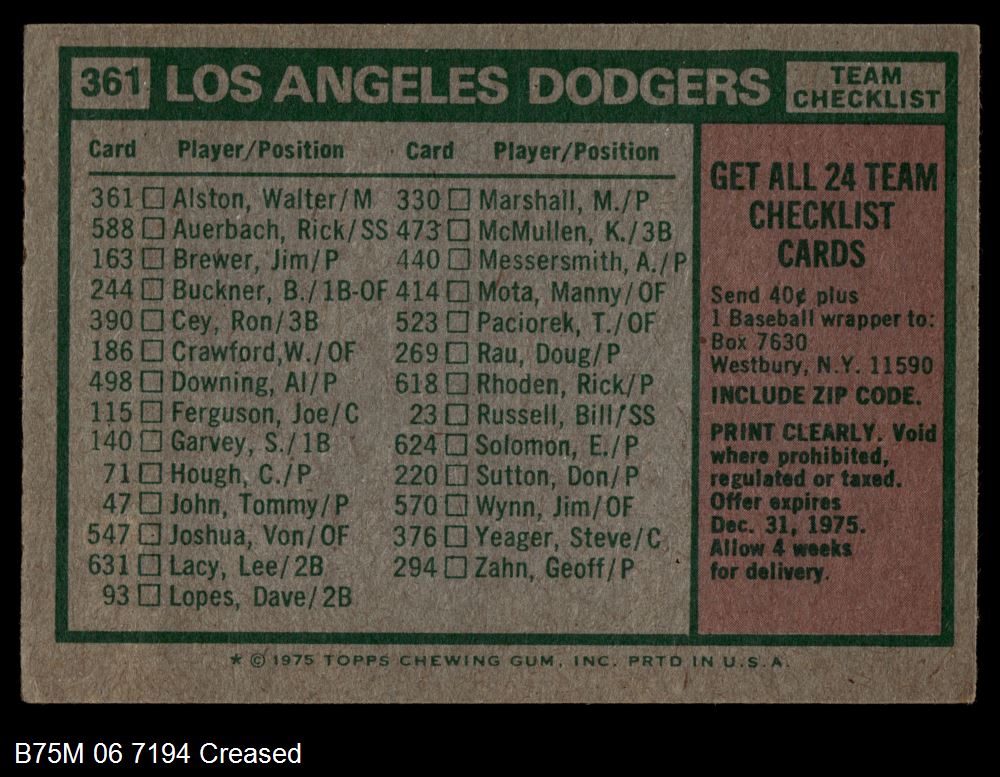 361 LOS ANGELES DODGERS TEAM CHECKLIST
Card Player/Position Card Player/Position
361 Alston, Walter/M
588 Auerbach, Rick/SS
163 Brewer, Jim/P
244 Buckner, B./1B-OF
390 Cey, Ron/3B
186 Crawford,W./OF
498 Downing, Al/P
115 Ferguson, Joe/C
140 Garvey, S./1B
71 Hough, C./P
47 John, Tommy/P
547 Joshua, Von/OF
631 Lacy, Lee/2B
93 Lopes, Dave/2B
330 Marshall, M./P
473 McMullen, K./3B
440 Messersmith, A./P
414 Mota, Manny/OF
523 Paciorek, T./OF
269 Rau, Doug/P
618 Rhoden, Rick/P
23 Russell, Bill/SS
624 Solomon, E./P
220 Sutton, Don/P
570 Wynn, Jim/OF
376 Yeager, Steve/C
294 Zahn, Geoff/P
GET ALL 24 TEAM
CHECKLIST
CARDS
Send 40¢ plus
1 Baseball wrapper to:
Box 7630
Westbury, N.Y. 11590
INCLUDE ZIP CODE.
PRINT CLEARLY. Void
where prohibited,
regulated or taxed.
Offer expires
Dec. 31, 1975.
Allow 4 weeks
for delivery.
* © 1975 TOPPS CHEWING GUM, INC. PRTD IN U.S.A.
B75M 06 7194 Creased